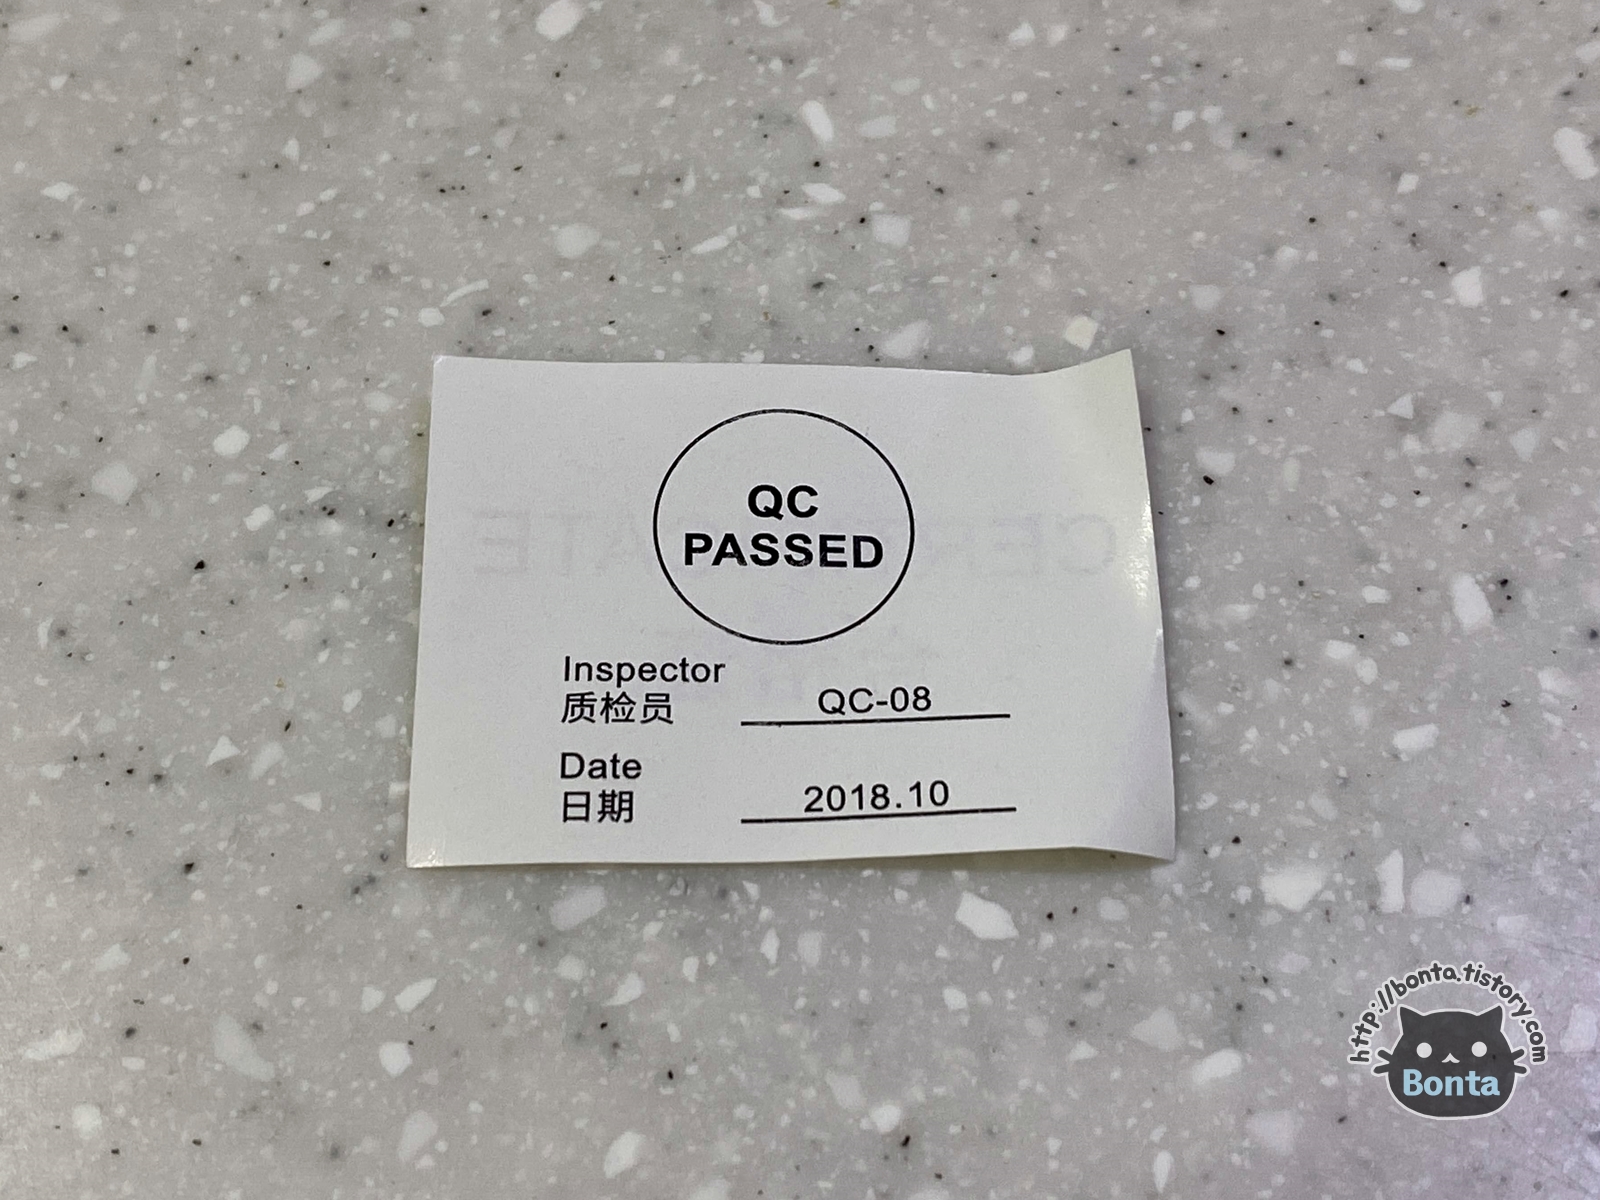 QC
PASSED
Inspector
质检员 QC-08
Date
日期 2018.10
http://bonta.tistory.com
Bonta